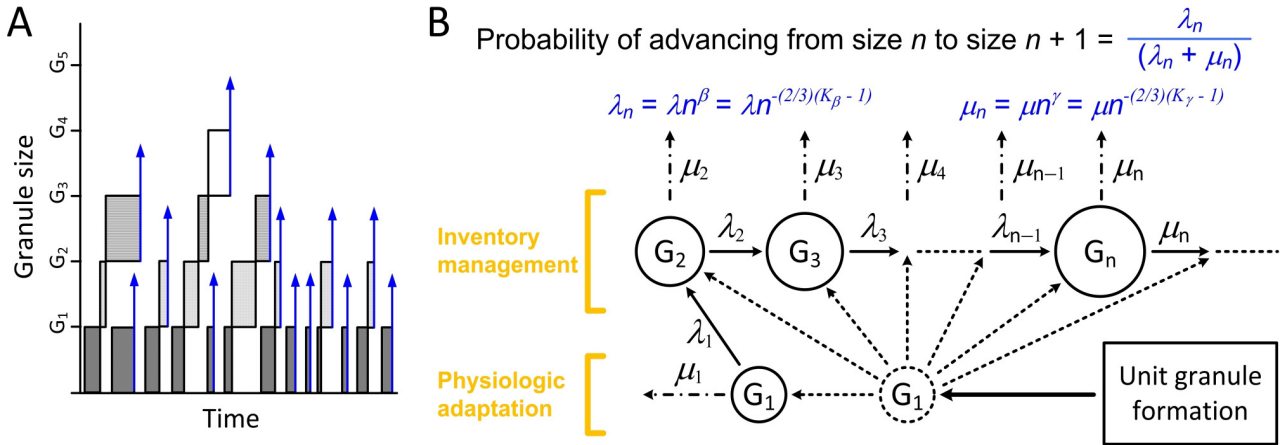 A
Granule size
G5
G4
G3
G2
G1
Time
B
Probability of advancing from size n to size n + 1 = λn / (λn + μn)
λn = λn^β = λn^-(2/3)(Kβ - 1)
μn = μn^γ = μn^-(2/3)(Kγ - 1)
μ2
μ3
μ4
μn−1
μn
Inventory
management
G2
λ2
G3
λ3
λn−1
Gn
μn
λ1
Physiologic
adaptation
μ1
G1
G1
Unit granule
formation